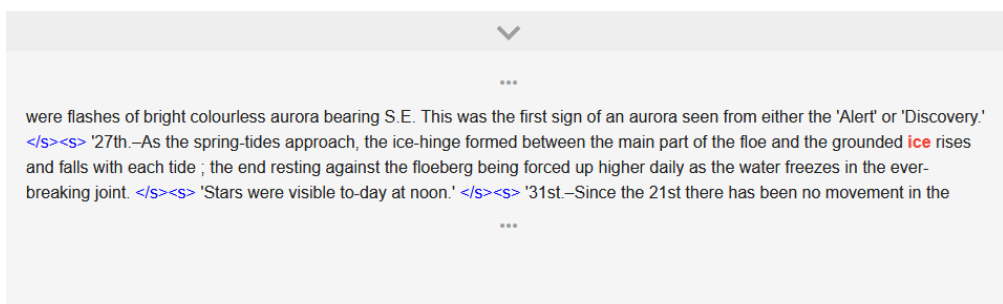 ...
were flashes of bright colourless aurora bearing S.E. This was the first sign of an aurora seen from either the 'Alert' or 'Discovery.'
</s><s> '27th.–As the spring-tides approach, the ice-hinge formed between the main part of the floe and the grounded ice rises
and falls with each tide ; the end resting against the floeberg being forced up higher daily as the water freezes in the ever-
breaking joint. </s><s> 'Stars were visible to-day at noon.' </s><s> '31st.–Since the 21st there has been no movement in the
...